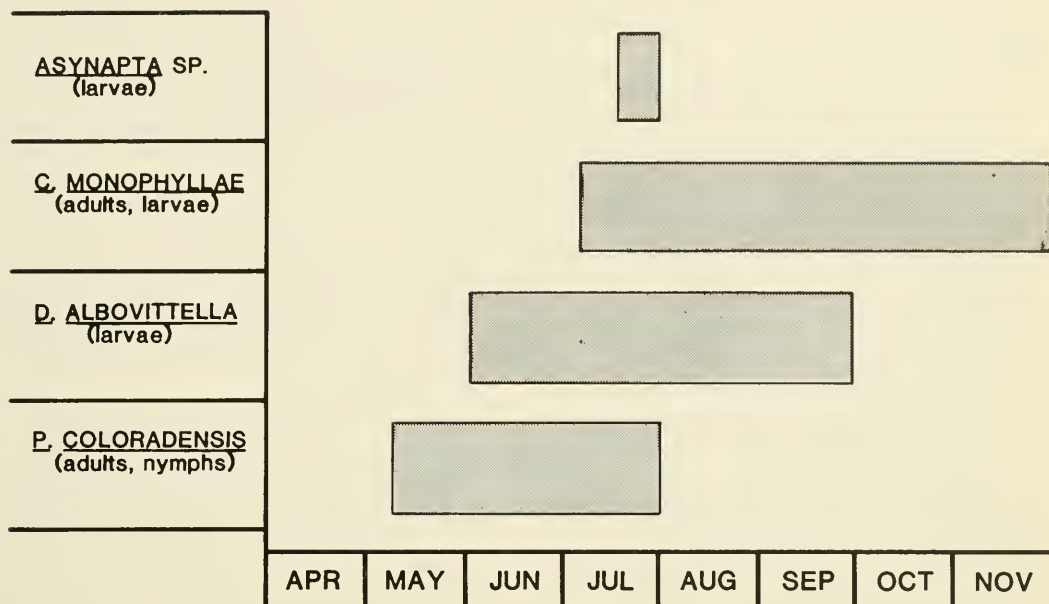 ASYNAPTA SP.
(larvae)
C. MONOPHYLLAE
(adults, larvae)
D. ALBOVITTELLA
(larvae)
P. COLORADENSIS
(adults, nymphs)
APR MAY JUN JUL AUG SEP OCT NOV